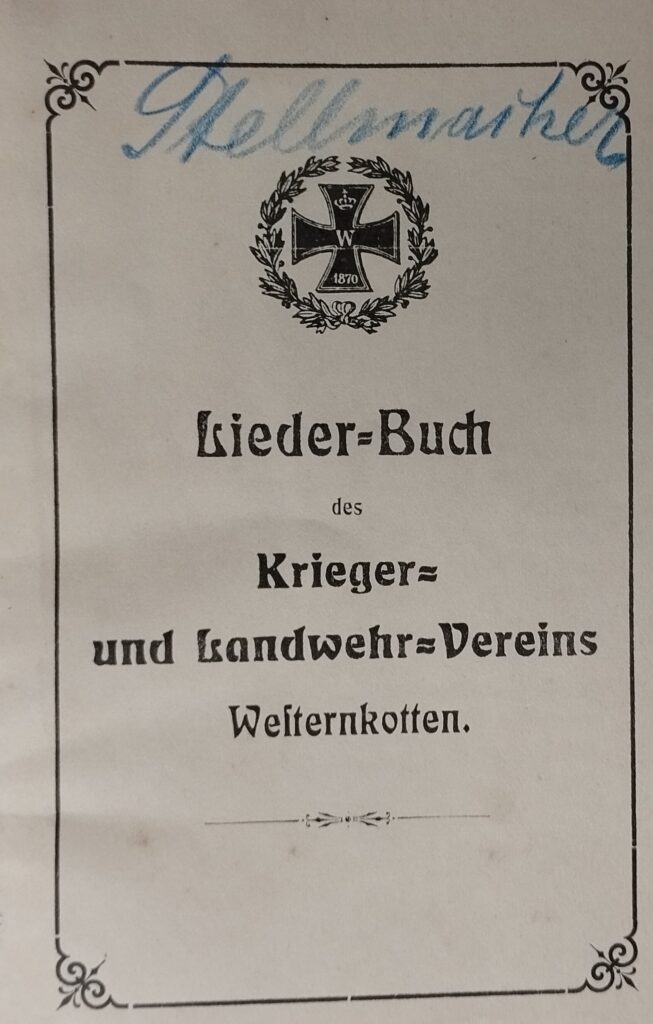 Stellmacher
W
1870
Lieder=Buch
des
Krieger=
und Landwehr=Vereins
Weſternkotten.